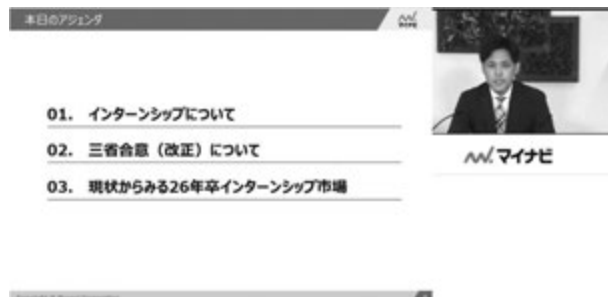 本日のアジェンダ
01. インターンシップについて
02. 三省合意（改正）について
03. 現状からみる26年卒インターンシップ市場
マイナビ